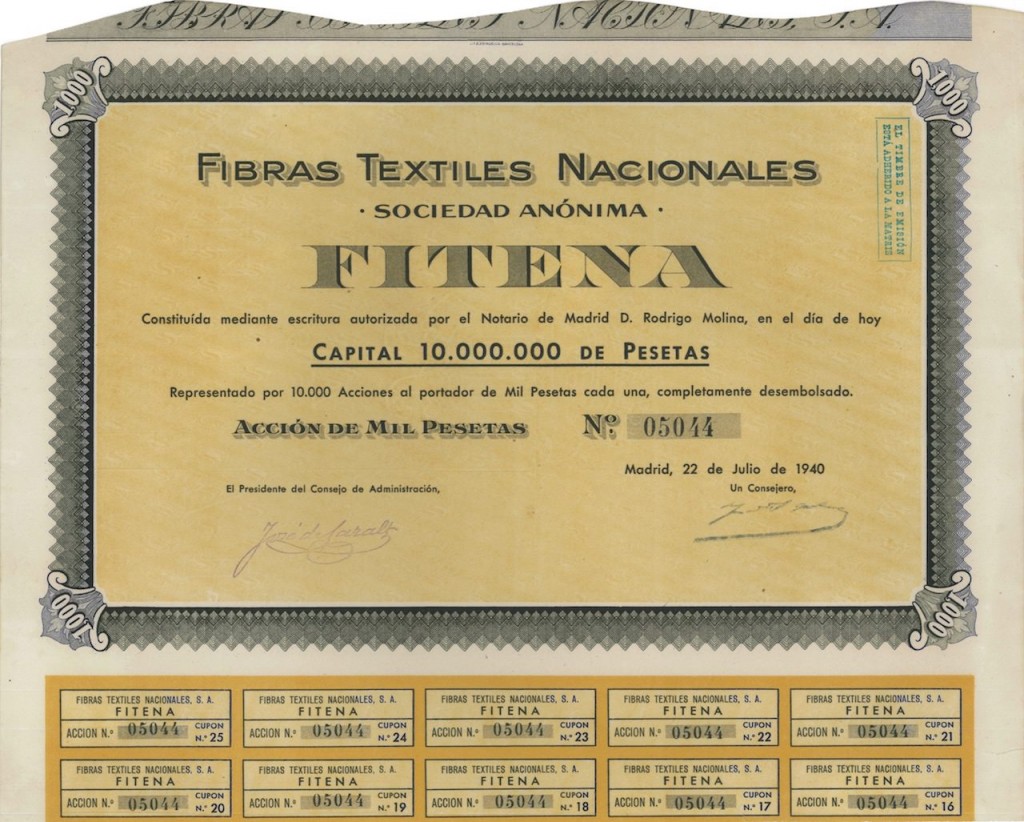 FIBRAS TEXTILES NACIONALES, S.A.
1000
1000
EL TIMBRE DE EMISIÓN
ESTÁ ADHERIDO A LA MATRIZ
FIBRAS TEXTILES NACIONALES
· SOCIEDAD ANÓNIMA ·
FITENA
Constituída mediante escritura autorizada por el Notario de Madrid D. Rodrigo Molina, en el día de hoy
CAPITAL 10.000.000 DE PESETAS
Representado por 10.000 Acciones al portador de Mil Pesetas cada una, completamente desembolsado.
ACCIÓN DE MIL PESETAS Nº. 05044
Madrid, 22 de Julio de 1940
El Presidente del Consejo de Administración, Un Consejero,
José de Caralt
1000
1000
FIBRAS TEXTILES NACIONALES, S. A.
FITENA
ACCION N.º 05044 CUPON N.º 25
FIBRAS TEXTILES NACIONALES, S. A.
FITENA
ACCION N.º 05044 CUPON N.º 24
FIBRAS TEXTILES NACIONALES, S. A.
FITENA
ACCION N.º 05044 CUPON N.º 23
FIBRAS TEXTILES NACIONALES, S. A.
FITENA
ACCION N.º 05044 CUPON N.º 22
FIBRAS TEXTILES NACIONALES, S. A.
FITENA
ACCION N.º 05044 CUPON N.º 21
FIBRAS TEXTILES NACIONALES, S. A.
FITENA
ACCION N.º 05044 CUPON N.º 20
FIBRAS TEXTILES NACIONALES, S. A.
FITENA
ACCION N.º 05044 CUPON N.º 19
FIBRAS TEXTILES NACIONALES, S. A.
FITENA
ACCION N.º 05044 CUPON N.º 18
FIBRAS TEXTILES NACIONALES, S. A.
FITENA
ACCION N.º 05044 CUPON N.º 17
FIBRAS TEXTILES NACIONALES, S. A.
FITENA
ACCION N.º 05044 CUPON N.º 16